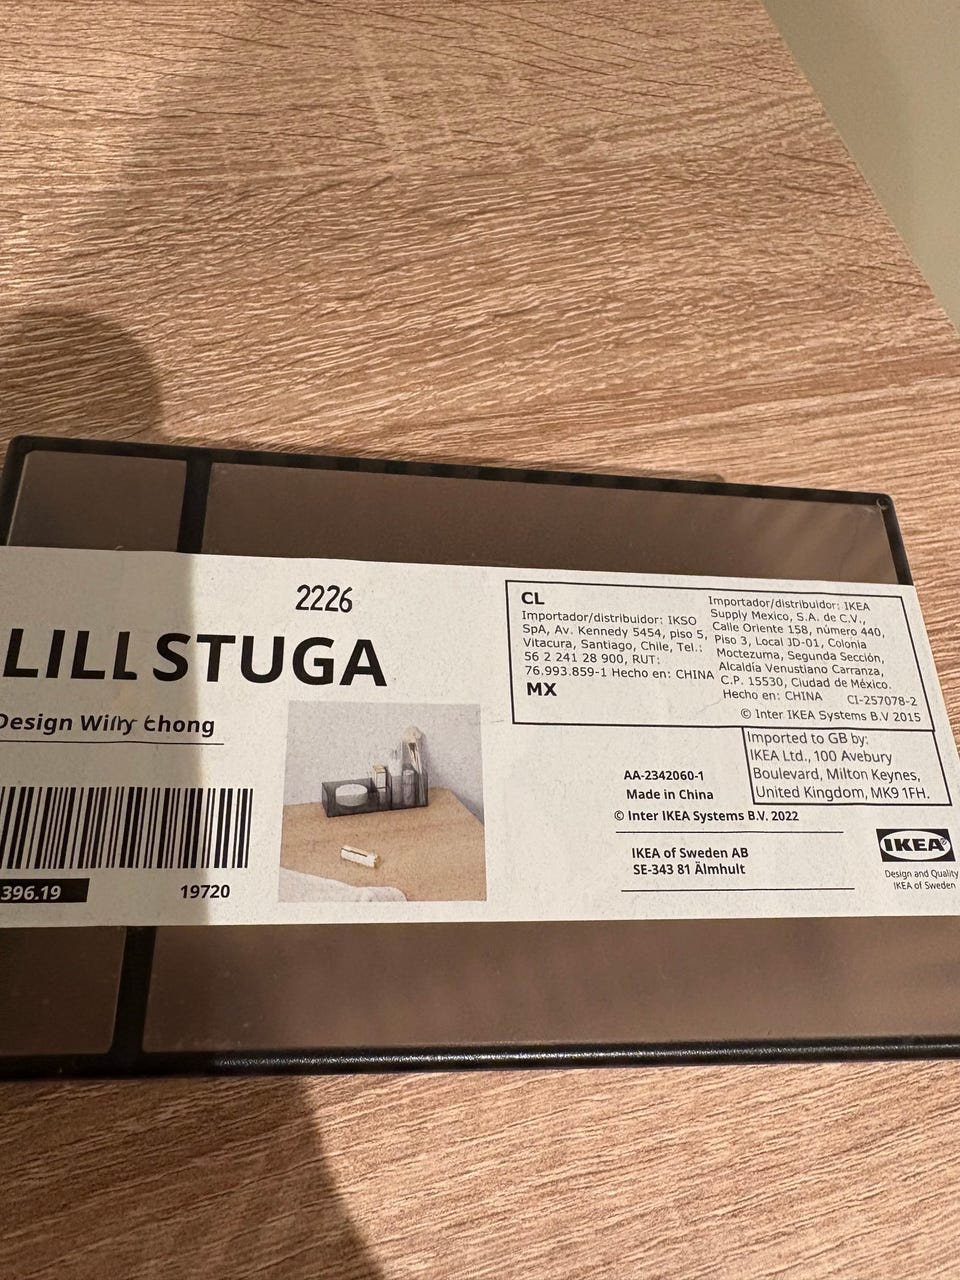 2226
LILLSTUGA
Design Willy Chong
396.19
19720
CL
Importador/distribuidor: IKSO
SpA, Av. Kennedy 5454, piso 5,
Vitacura, Santiago, Chile, Tel.:
56 2 241 28 900, RUT:
76.993.859-1 Hecho en: CHINA
MX
Importador/distribuidor: IKEA
Supply Mexico, S.A. de C.V.,
Calle Oriente 158, número 440,
Piso 3, Local JD-01, Colonia
Moctezuma, Segunda Sección,
Alcaldía Venustiano Carranza,
C.P. 15530, Ciudad de México.
Hecho en: CHINA CI-257078-2
© Inter IKEA Systems B.V 2015
Imported to GB by:
IKEA Ltd., 100 Avebury
Boulevard, Milton Keynes,
United Kingdom, MK9 1FH.
AA-2342060-1
Made in China
© Inter IKEA Systems B.V. 2022
IKEA of Sweden AB
SE-343 81 Älmhult
IKEA
Design and Quality
IKEA of Sweden